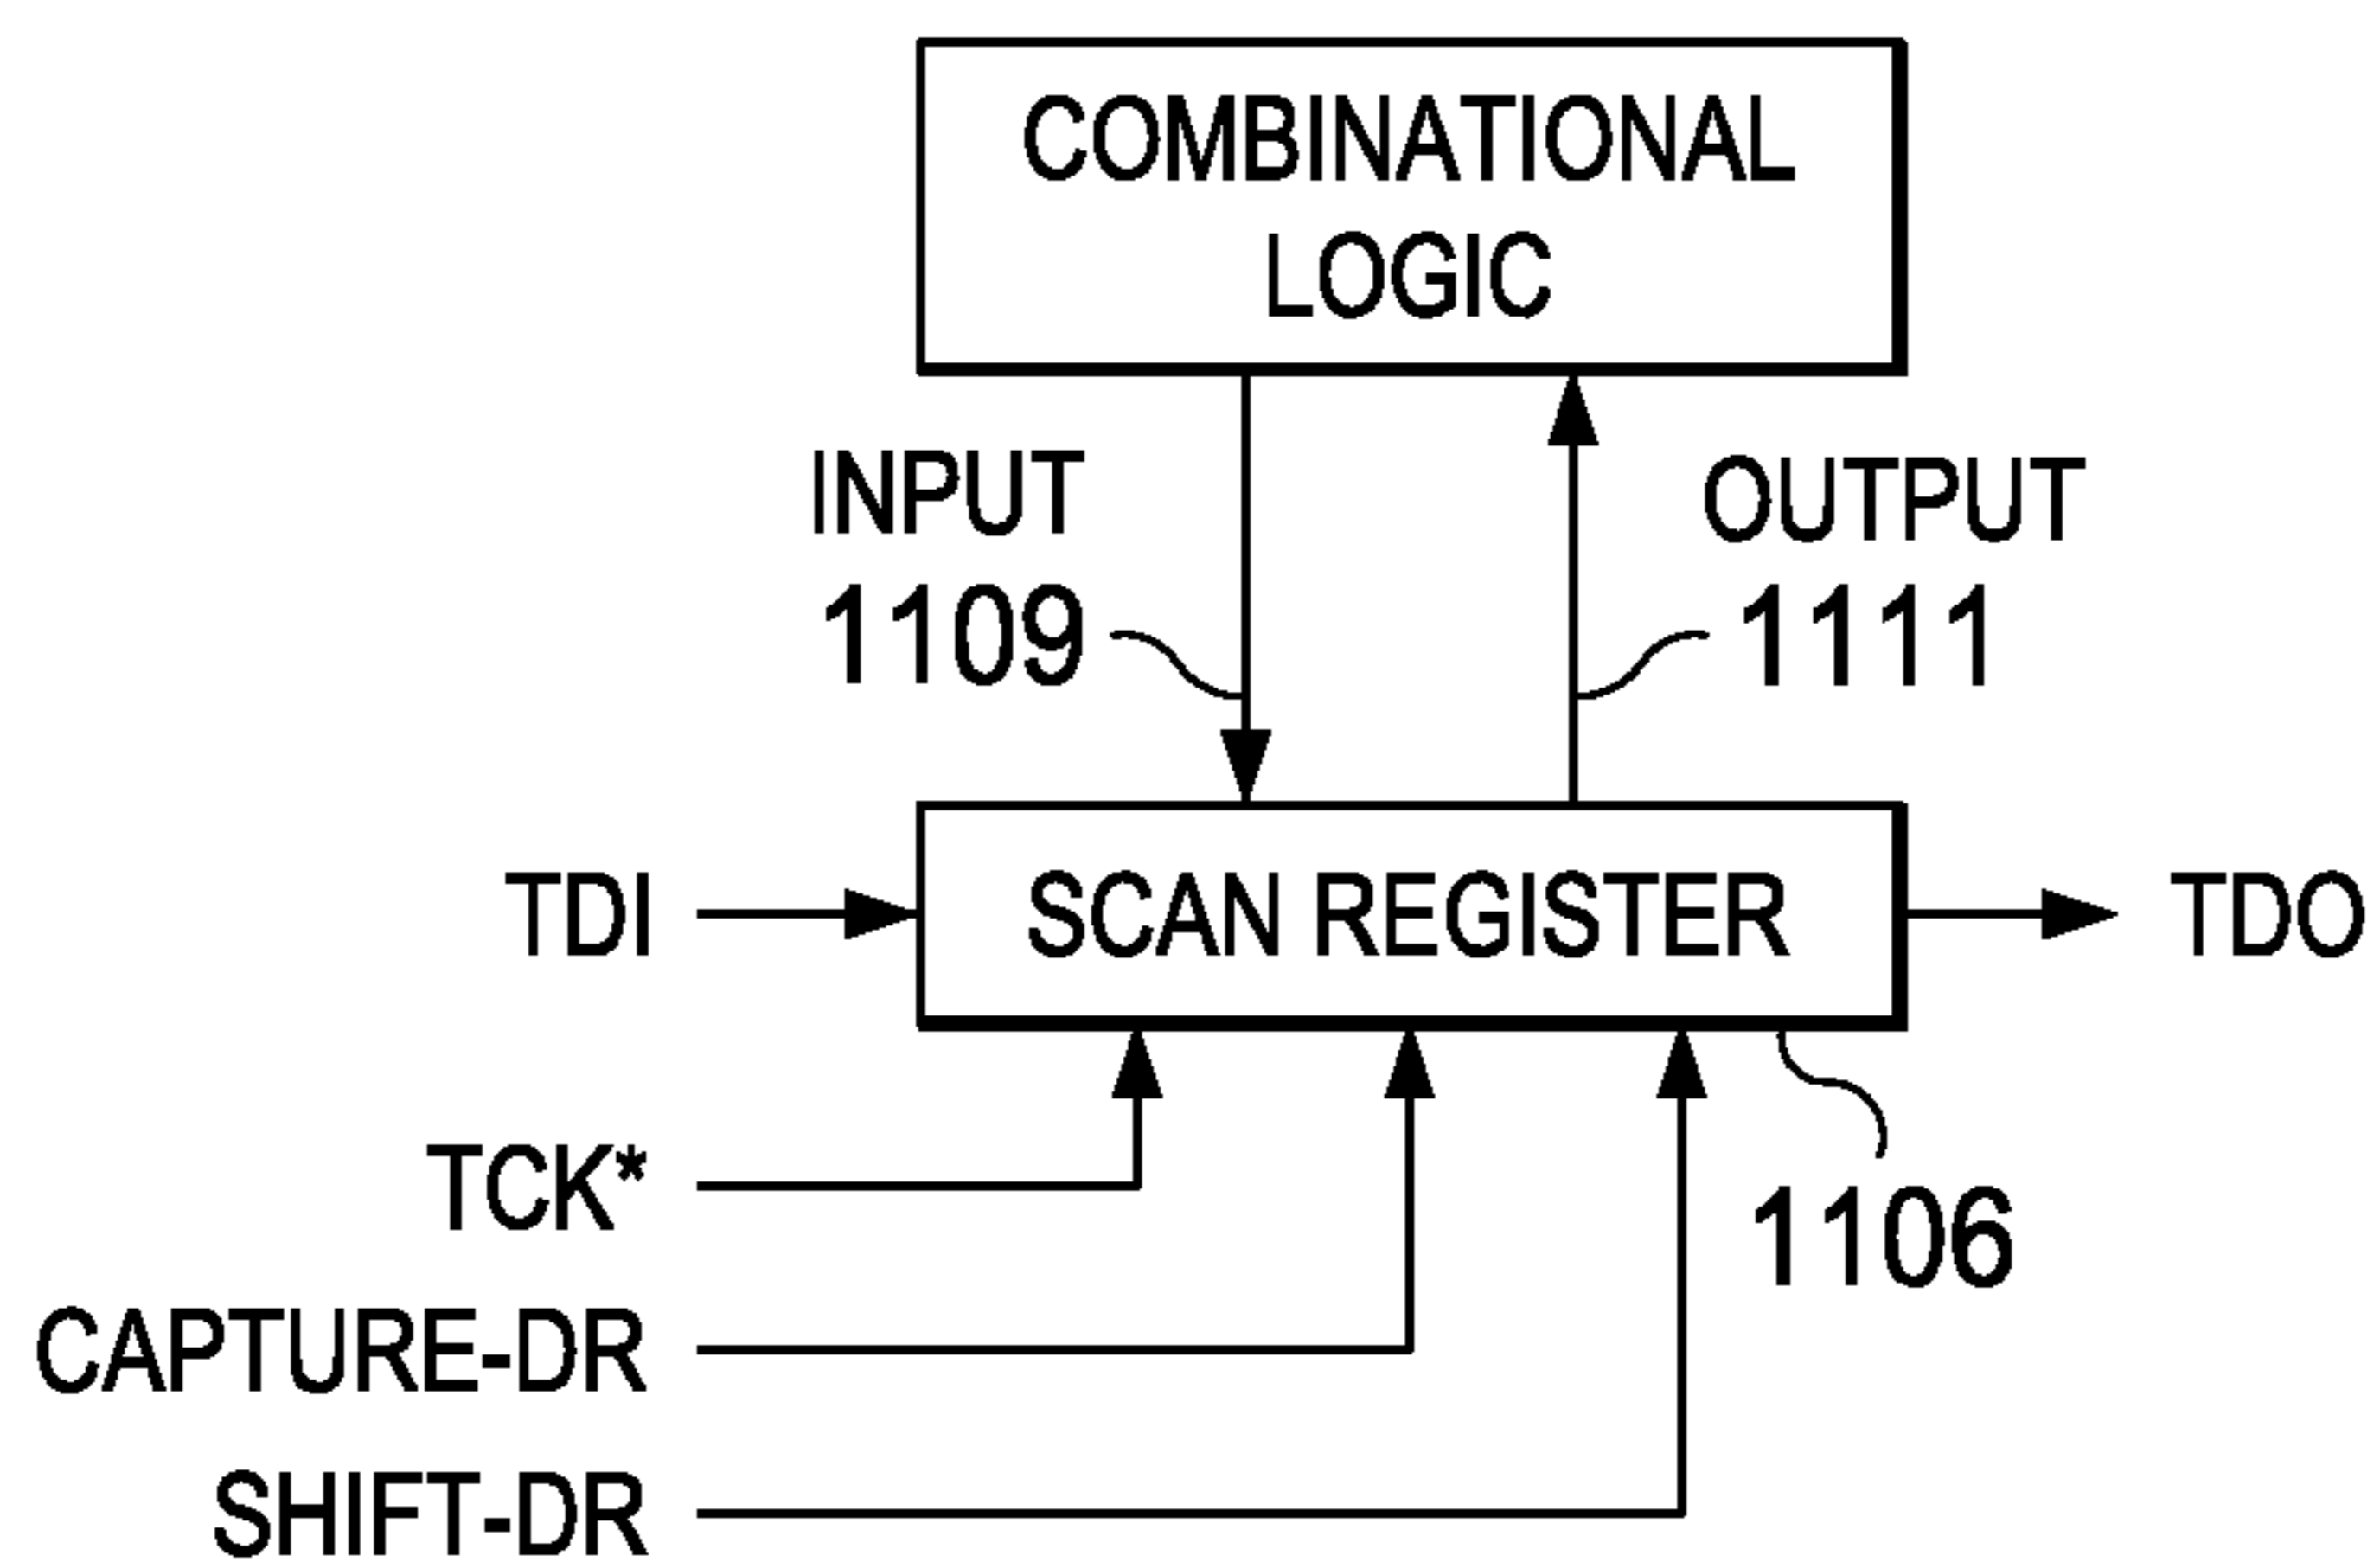 COMBINATIONAL
LOGIC
INPUT
1109
OUTPUT
1111
TDI
SCAN REGISTER
TDO
TCK*
1106
CAPTURE-DR
SHIFT-DR